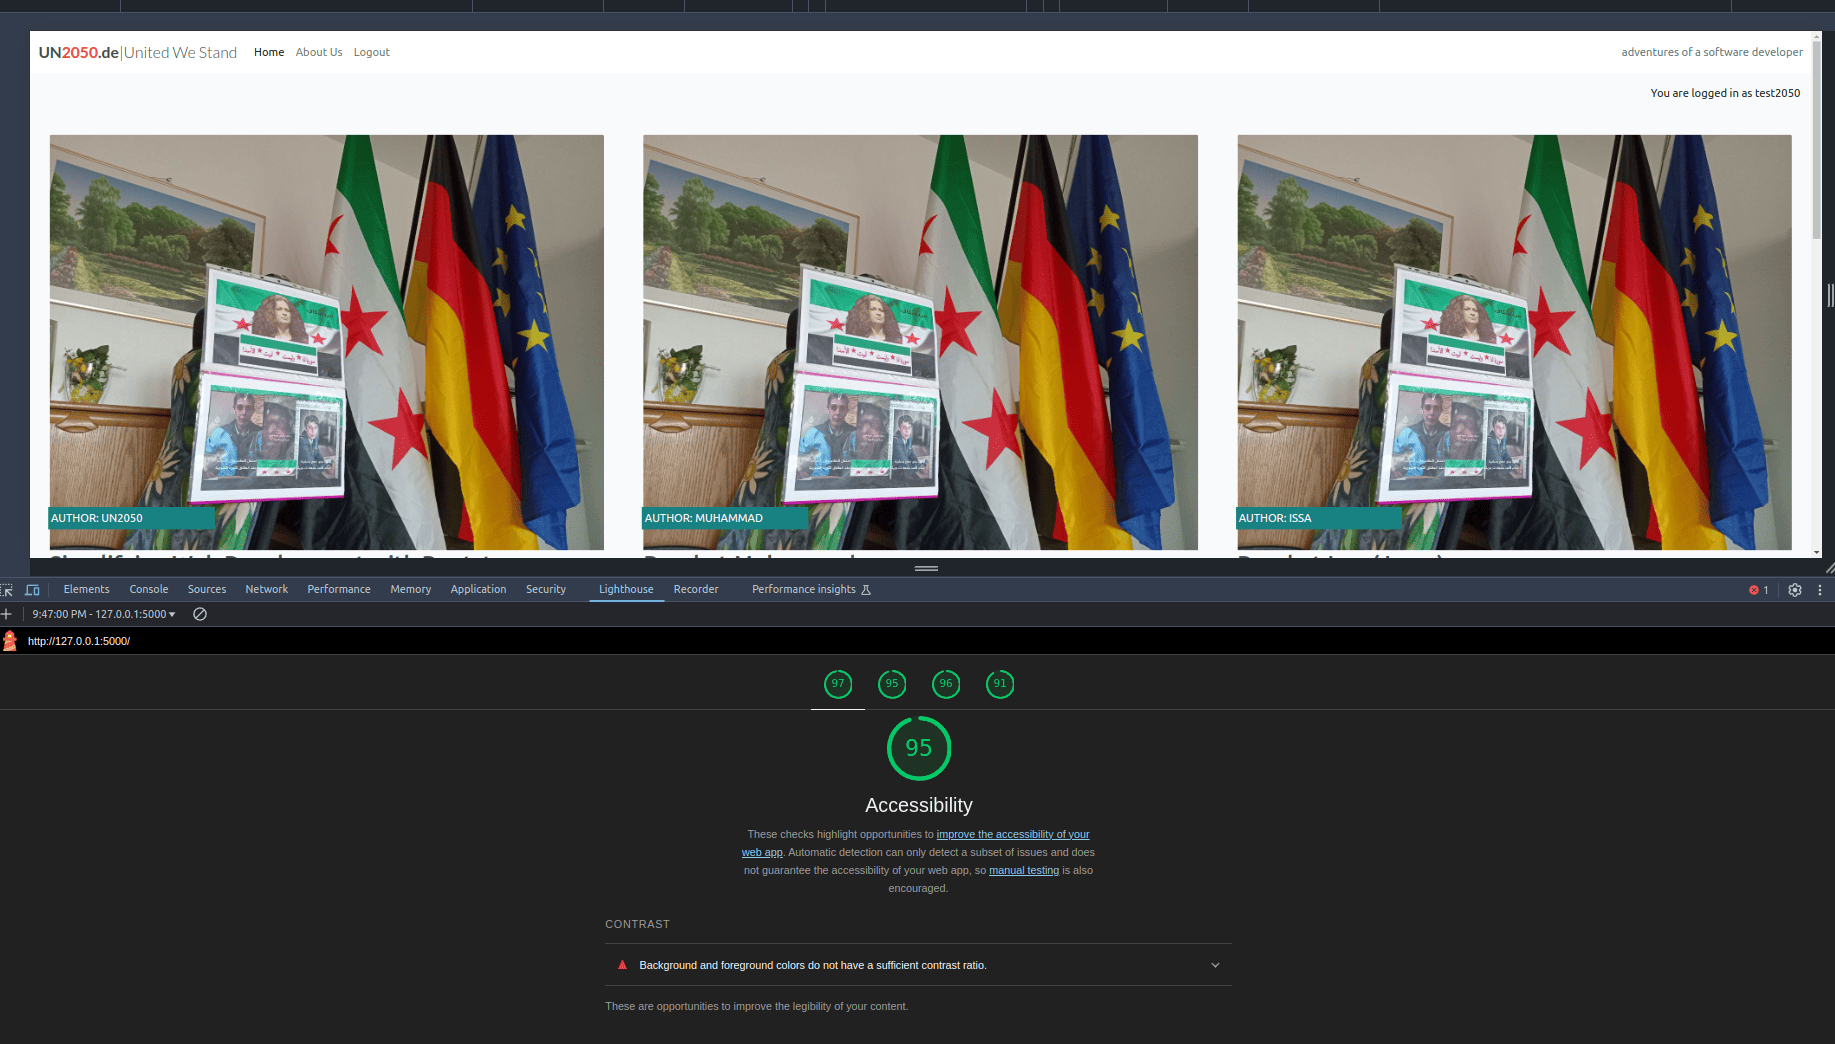 UN2050.de|United We Stand Home About Us Logout adventures of a software developer
You are logged in as test2050
AUTHOR: UN2050
AUTHOR: MUHAMMAD
AUTHOR: ISSA
Elements Console Sources Network Performance Memory Application Security Lighthouse Recorder Performance insights 1
9:47:00 PM - 127.0.0.1:5000
http://127.0.0.1:5000/
97 95 96 91
95
Accessibility
These checks highlight opportunities to improve the accessibility of your
web app. Automatic detection can only detect a subset of issues and does
not guarantee the accessibility of your web app, so manual testing is also
encouraged.
CONTRAST
Background and foreground colors do not have a sufficient contrast ratio.
These are opportunities to improve the legibility of your content.